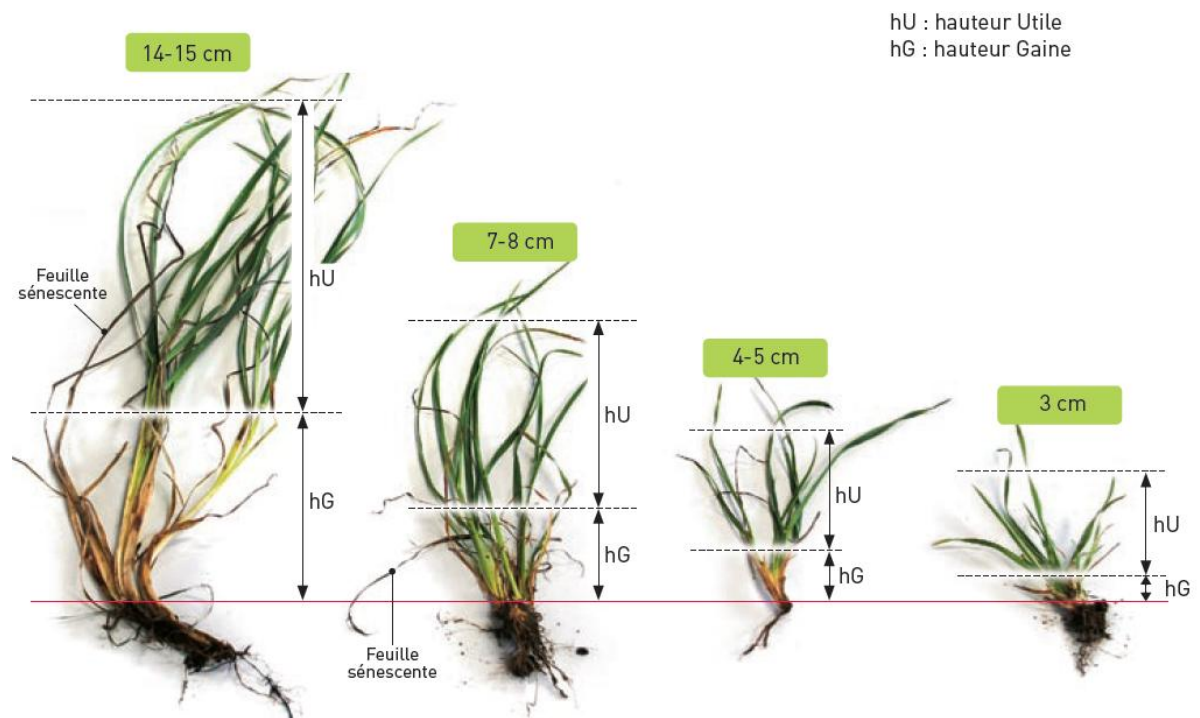 hU : hauteur Utile
hG : hauteur Gaine
14-15 cm
7-8 cm
4-5 cm
3 cm
Feuille
sénescente
hU
hG
hU
hG
Feuille
sénescente
hU
hG
hU
hG